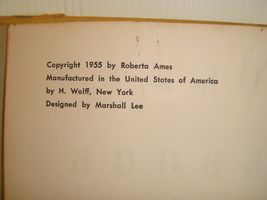 Copyright 1955 by Roberta Ames
Manufactured in the United States of America
by H. Wolff, New York
Designed by Marshall Lee